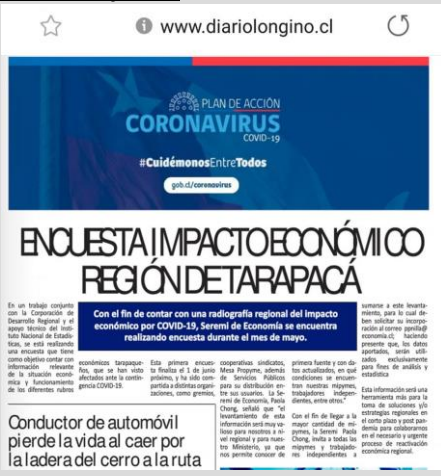 www.diariolongino.cl
PLAN DE ACCIÓN
CORONAVIRUS
COVID-19
#CuidémonosEntreTodos
gob.cl/coronavirus
ENCUESTA IMPACTO ECONÓMICO
REGIÓN DE TARAPACÁ
En un trabajo conjunto
con la Corporación de
Desarrollo Regional y el
apoyo técnico del Insti-
tuto Nacional de Estadís-
ticas, se está realizando
una encuesta que tiene
como objetivo contar con
información relevante
de la situación econó-
mica y funcionamiento
de los diferentes rubros
Con el fin de contar con una radiografía regional del impacto
económico por COVID-19, Seremi de Economía se encuentra
realizando encuesta durante el mes de mayo.
económicos tarapaque-
ños, que se han visto
afectados ante la contin-
gencia COVID-19.
Esta primera encues-
ta finaliza el 1 de junio
próximo, y ha sido com-
partida a distintas organi-
zaciones, como gremios,
cooperativas sindicatos,
Mesa Propyme, además
de Servicios Públicos
para su distribución en-
tre sus usuarios. La Se-
remi de Economía, Paola
Chong, señaló que "el
levantamiento de esta
información será muy va-
lioso para nosotros a ni-
vel regional y para nues-
tro Ministerio, ya que
nos permite conocer de
primera fuente y con da-
tos actualizados, en qué
condiciones se encuen-
tran nuestras mipymes,
trabajadores indepen-
dientes, entre otros."
Con el fin de llegar a la
mayor cantidad de mi-
pymes, la Seremi Paola
Chong, invita a todas las
mipymes y trabajado-
res independientes a
sumarse a este levanta-
miento, para lo cual de-
ben solicitar su incorpo-
ración al correo ppnilla@
economia.cl; haciendo
presente que, los datos
aportados, serán utili-
zados exclusivamente
para fines de análisis y
estadística
Esta información será una
herramienta más para la
toma de soluciones y/o
estrategias regionales en
el corto plazo y post pan-
demia para colaborarnos
en el necesario y urgente
proceso de reactivación
económica regional.
Conductor de automóvil
pierde la vida al caer por
la ladera del cerro a la ruta